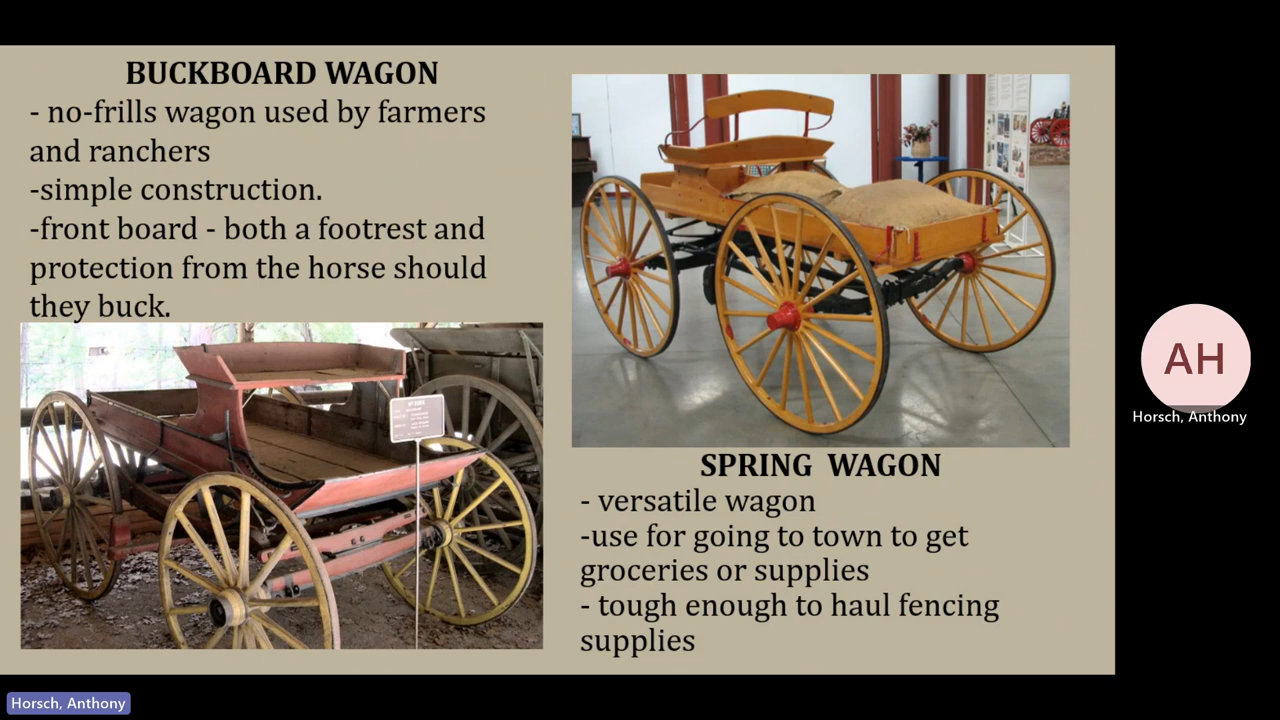 BUCKBOARD WAGON
- no-frills wagon used by farmers
and ranchers
-simple construction.
-front board - both a footrest and
protection from the horse should
they buck.
SPRING  WAGON
- versatile wagon
-use for going to town to get
groceries or supplies
- tough enough to haul fencing
supplies
AH
Horsch, Anthony
Horsch, Anthony